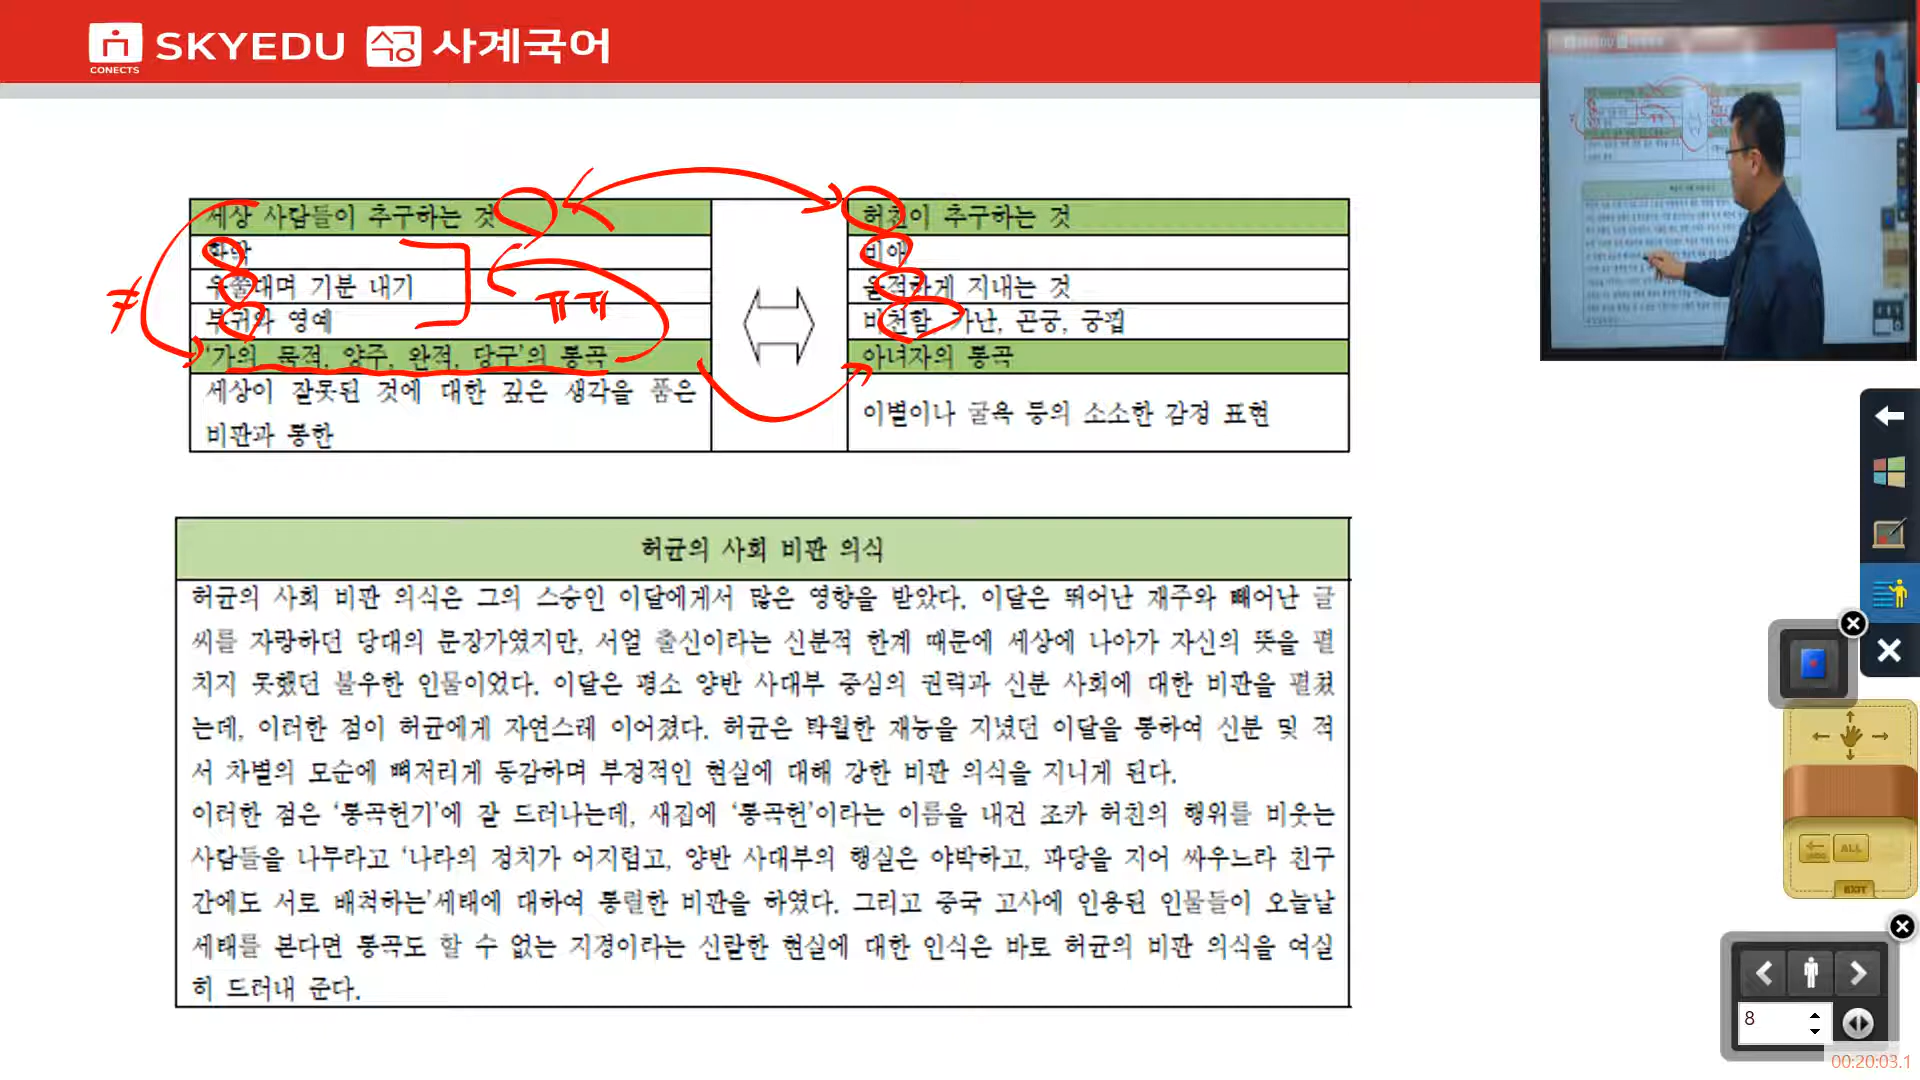 CONECTS
SKYEDU 수능 사계국어
세상 사람들이 추구하는 것
허친이 추구하는 것
화락
비애
우쭐대며 기분 내기
울적하게 지내는 것
부귀와 영예
비천함 가난, 곤궁, 궁핍
≠
ㅠㅠ
'가의 묵적, 양주, 완적, 당구'의 통곡
아녀자의 통곡
세상이 잘못된 것에 대한 깊은 생각을 품은
비판과 통한
이별이나 굴욕 등의 소소한 감정 표현
허균의 사회 비판 의식
허균의 사회 비판 의식은 그의 스승인 이달에게서 많은 영향을 받았다. 이달은 뛰어난 재주와 빼어난 글
씨를 자랑하던 당대의 문장가였지만, 서얼 출신이라는 신분적 한계 때문에 세상에 나아가 자신의 뜻을 펼
치지 못했던 불우한 인물이었다. 이달은 평소 양반 사대부 중심의 권력과 신분 사회에 대한 비판을 펼쳤
는데, 이러한 점이 허균에게 자연스레 이어졌다. 허균은 탁월한 재능을 지녔던 이달을 통하여 신분 및 적
서 차별의 모순에 뼈저리게 동감하며 부정적인 현실에 대해 강한 비판 의식을 지니게 된다.
이러한 점은 '통곡헌기'에 잘 드러나는데, 새집에 '통곡헌'이라는 이름을 내건 조카 허친의 행위를 비웃는
사람들을 나무라고 '나라의 정치가 어지럽고, 양반 사대부의 행실은 야박하고, 파당을 지어 싸우느라 친구
간에도 서로 배척하는'세태에 대하여 통렬한 비판을 하였다. 그리고 중국 고사에 인용된 인물들이 오늘날
세태를 본다면 통곡도 할 수 없는 지경이라는 신랄한 현실에 대한 인식은 바로 허균의 비판 의식을 여실
히 드러내 준다.
ALL
EXIT
8
00:20:03.1